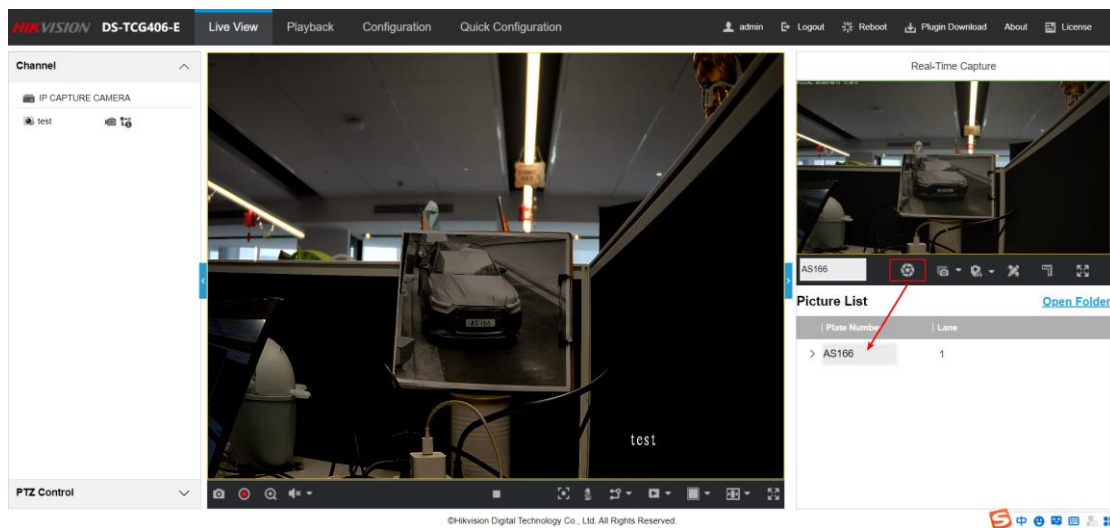 HIKVISION DS-TCG406-E Live View Playback Configuration Quick Configuration admin Logout Reboot Plugin Download About License
Channel
IP CAPTURE CAMERA
test
test
PTZ Control
Real-Time Capture
AS166
Picture List Open Folder
Plate Number Lane
AS166 1
©Hikvision Digital Technology Co., Ltd. All Rights Reserved.
中